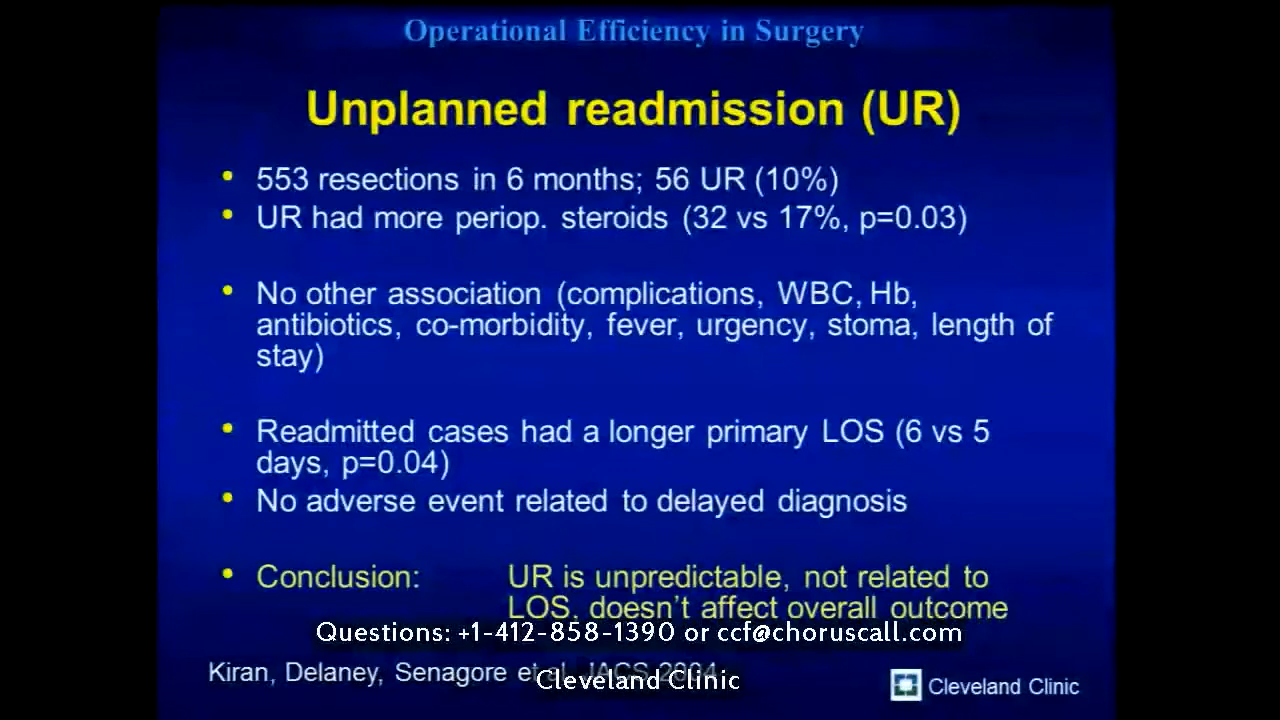 Operational Efficiency in Surgery
Unplanned readmission (UR)
• 553 resections in 6 months; 56 UR (10%)
• UR had more periop. steroids (32 vs 17%, p=0.03)
• No other association (complications, WBC, Hb,
antibiotics, co-morbidity, fever, urgency, stoma, length of
stay)
• Readmitted cases had a longer primary LOS (6 vs 5
days, p=0.04)
• No adverse event related to delayed diagnosis
• Conclusion: UR is unpredictable, not related to
LOS, doesn't affect overall outcome
Questions: +1-412-858-1390 or ccf@choruscall.com
Kiran, Delaney, Senagore et al, JACS 2004
Cleveland Clinic
Cleveland Clinic